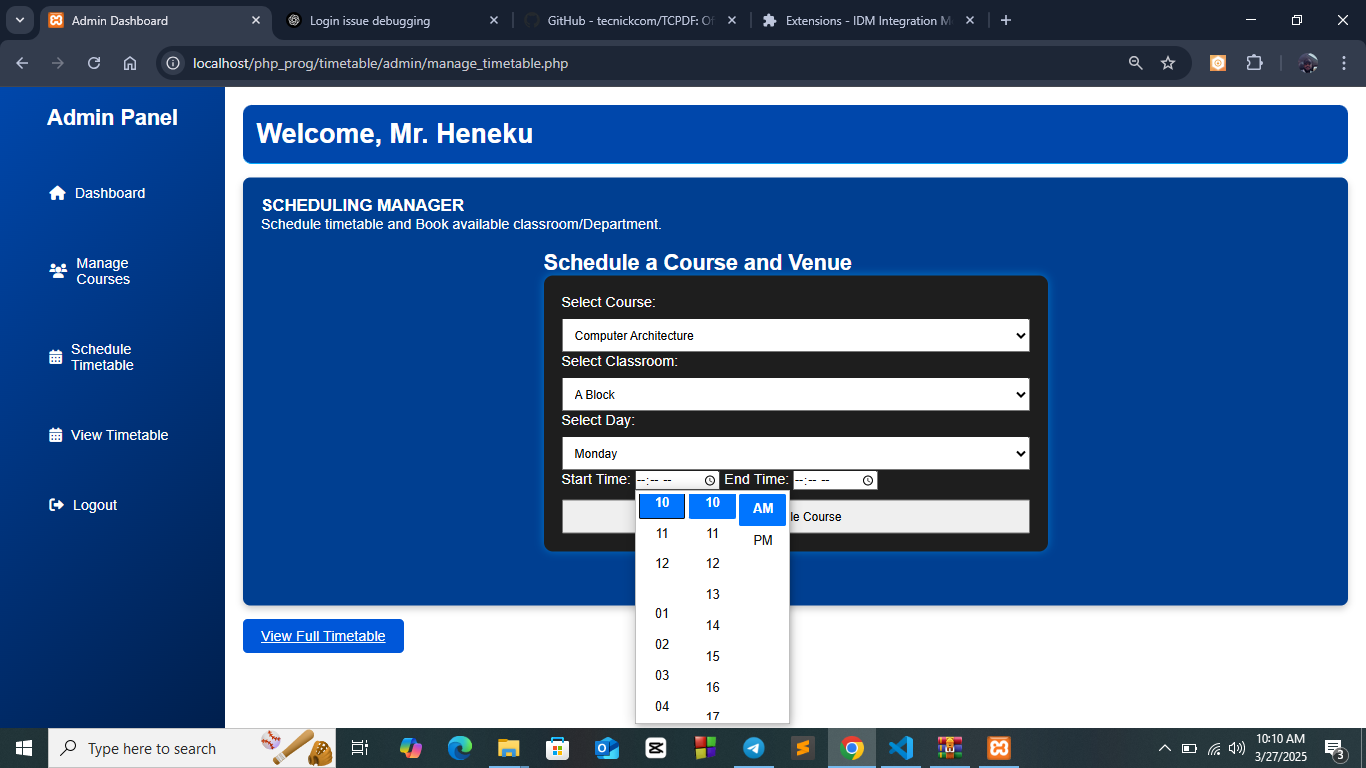 Admin Dashboard
Login issue debugging
GitHub - tecnickcom/TCPDF: Of
Extensions - IDM Integration M
localhost/php_prog/timetable/admin/manage_timetable.php
Admin Panel
Welcome, Mr. Heneku
Dashboard
SCHEDULING MANAGER
Schedule timetable and Book available classroom/Department.
Manage
Courses
Schedule a Course and Venue
Select Course:
Computer Architecture
Schedule
Timetable
Select Classroom:
A Block
Select Day:
View Timetable
Monday
Start Time: --:-- -- End Time: --:-- --
10 10 AM
Logout
le Course
11 11 PM
12 12
13
01
14
View Full Timetable
02
15
03
16
04
17
Type here to search
10:10 AM
3/27/2025
3